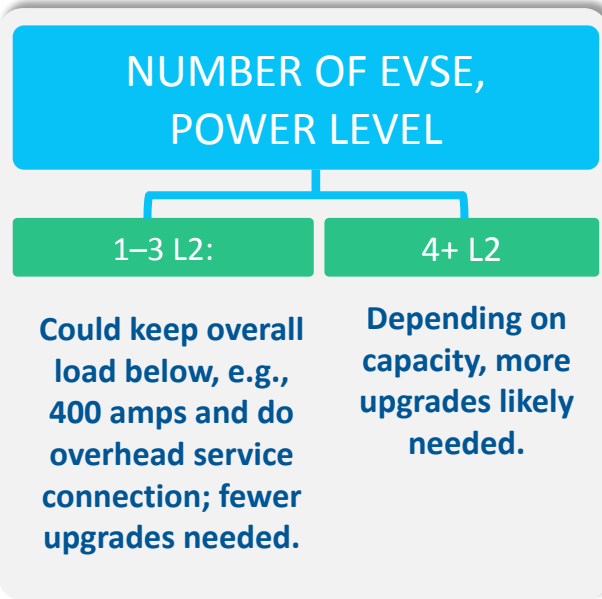 NUMBER OF EVSE,
POWER LEVEL
1–3 L2:
Could keep overall
load below, e.g.,
400 amps and do
overhead service
connection; fewer
upgrades needed.
4+ L2
Depending on
capacity, more
upgrades likely
needed.